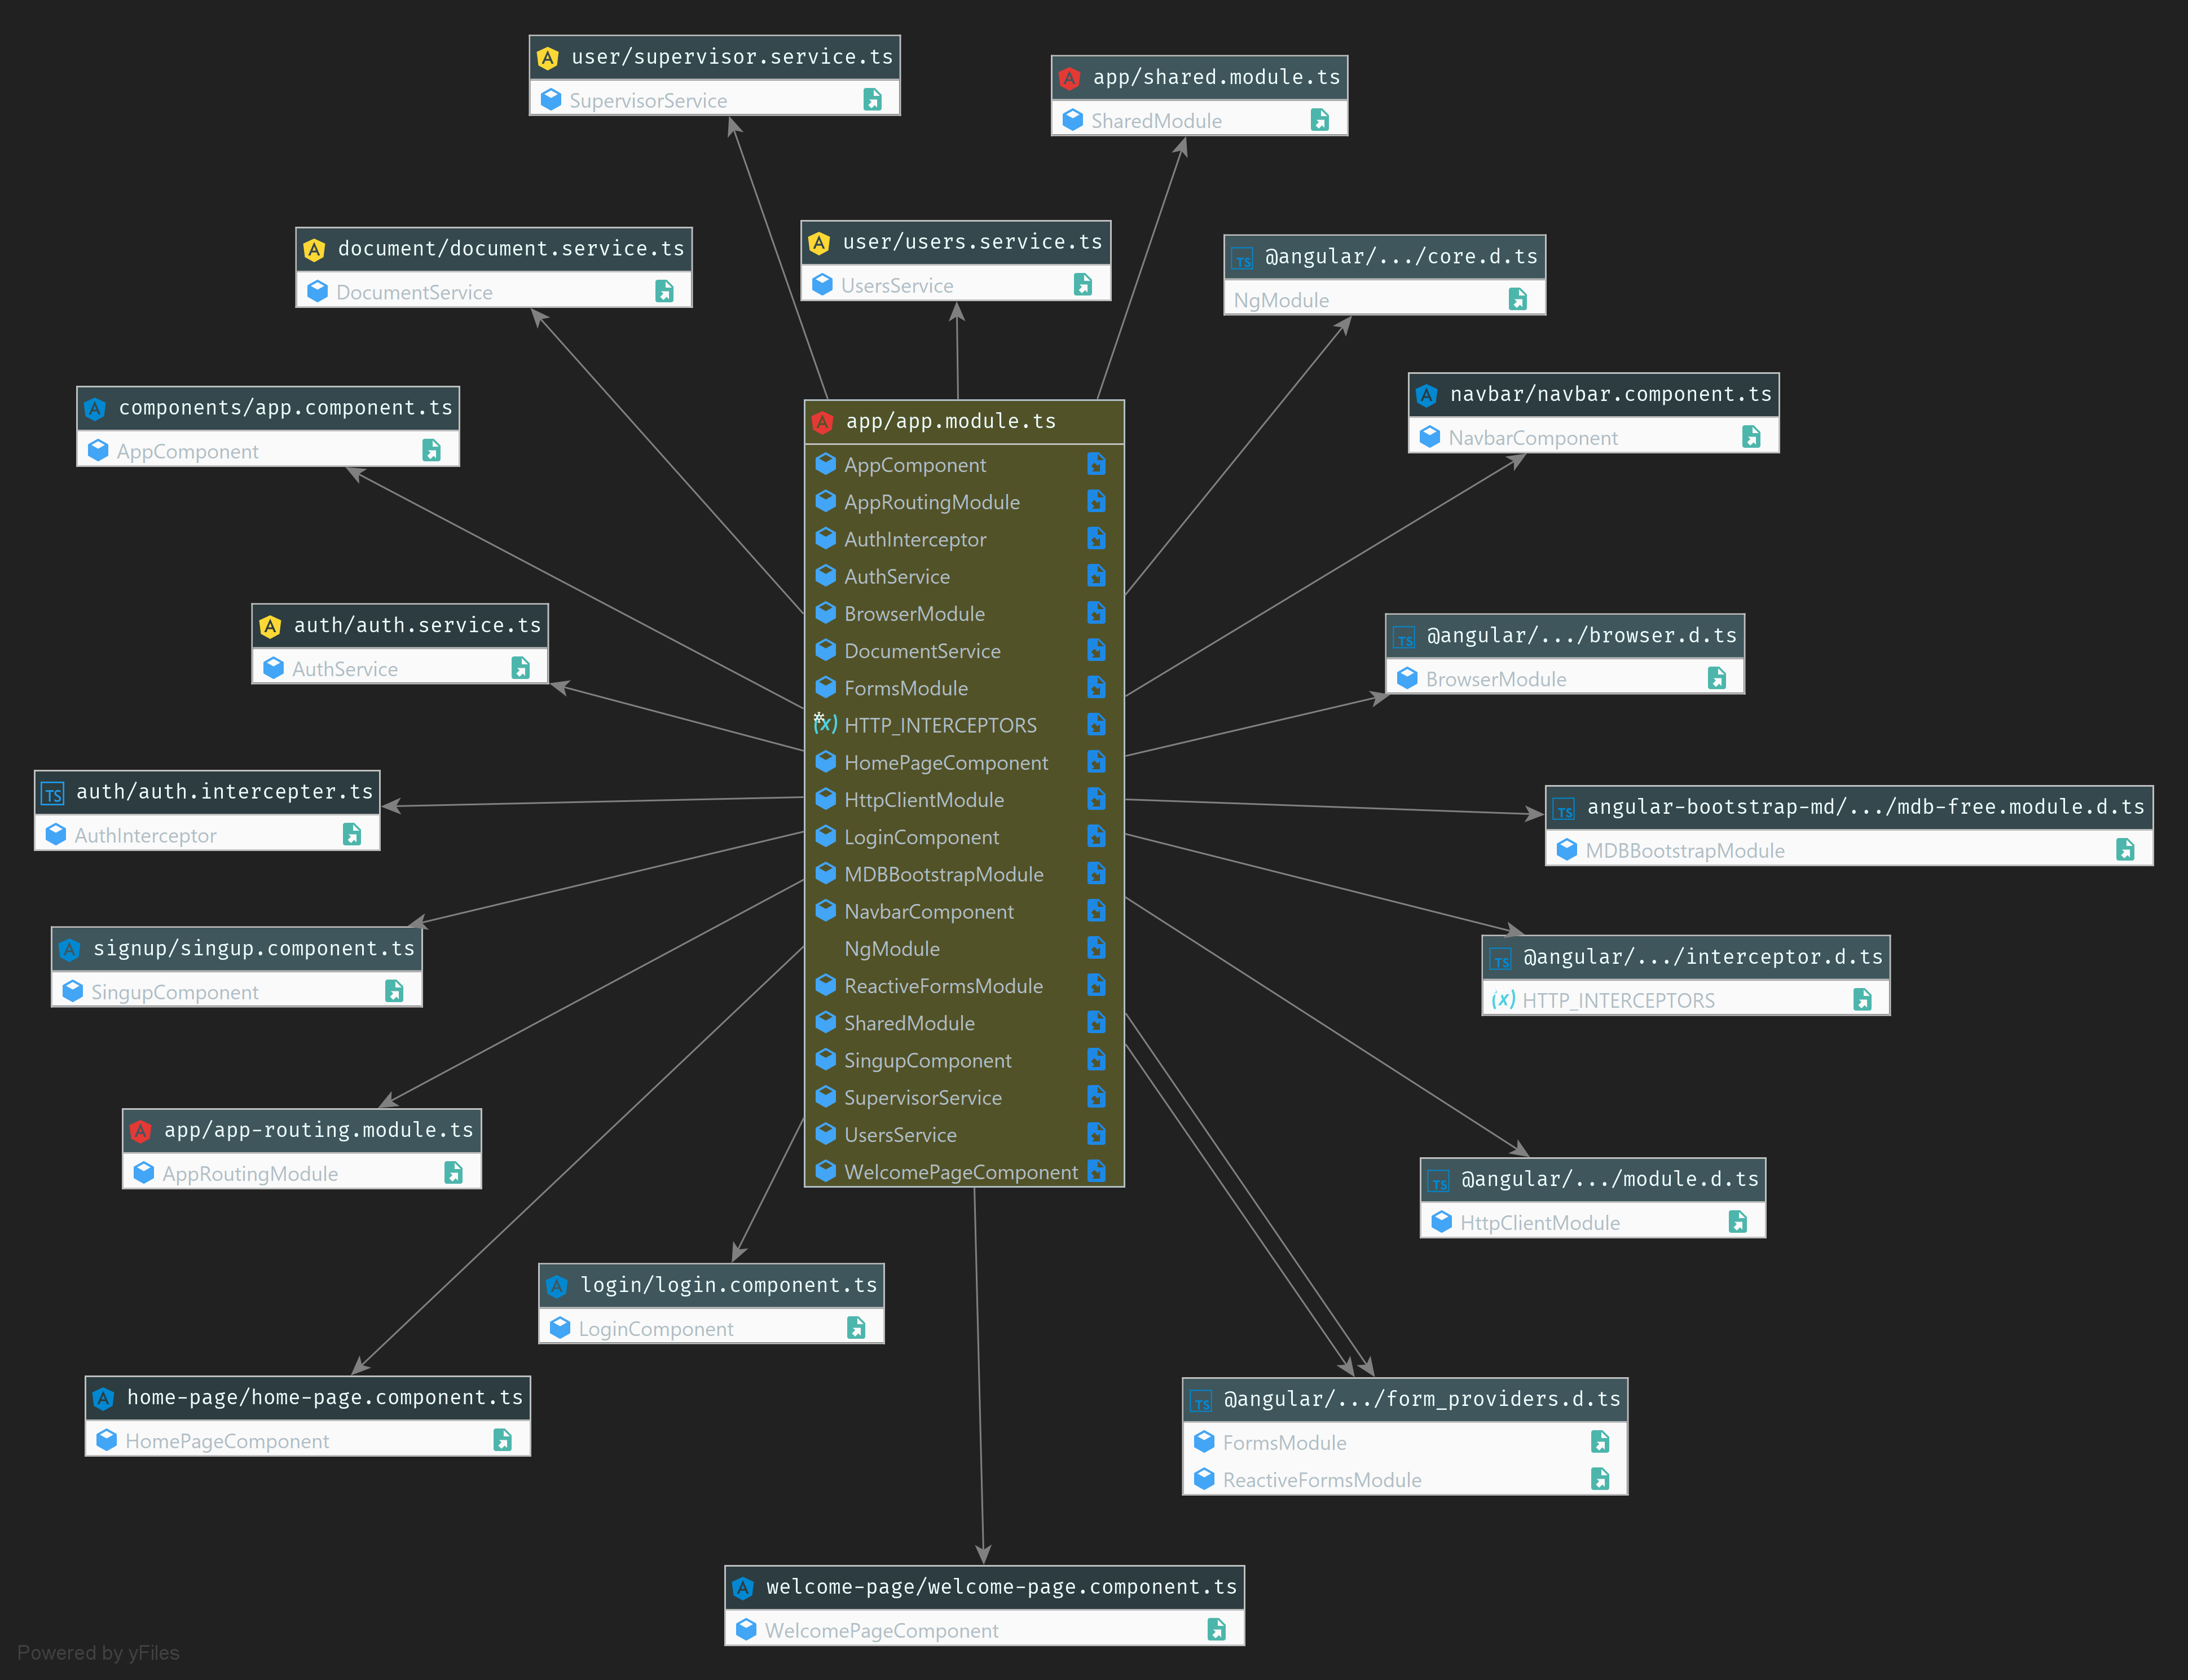 user/supervisor.service.ts
SupervisorService
app/shared.module.ts
SharedModule
document/document.service.ts
DocumentService
user/users.service.ts
UsersService
@angular/.../core.d.ts
NgModule
components/app.component.ts
AppComponent
navbar/navbar.component.ts
NavbarComponent
app/app.module.ts
AppComponent
AppRoutingModule
AuthInterceptor
AuthService
BrowserModule
DocumentService
FormsModule
HTTP_INTERCEPTORS
HomePageComponent
HttpClientModule
LoginComponent
MDBBootstrapModule
NavbarComponent
NgModule
ReactiveFormsModule
SharedModule
SingupComponent
SupervisorService
UsersService
WelcomePageComponent
auth/auth.service.ts
AuthService
@angular/.../browser.d.ts
BrowserModule
auth/auth.intercepter.ts
AuthInterceptor
angular-bootstrap-md/.../mdb-free.module.d.ts
MDBBootstrapModule
signup/singup.component.ts
SingupComponent
@angular/.../interceptor.d.ts
HTTP_INTERCEPTORS
app/app-routing.module.ts
AppRoutingModule
@angular/.../module.d.ts
HttpClientModule
login/login.component.ts
LoginComponent
home-page/home-page.component.ts
HomePageComponent
@angular/.../form_providers.d.ts
FormsModule
ReactiveFormsModule
welcome-page/welcome-page.component.ts
WelcomePageComponent
Powered by yFiles